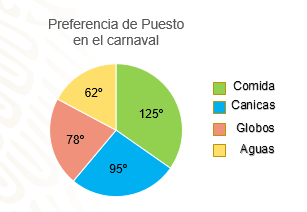 Preferencia de Puesto
en el carnaval
62°
125°
78°
95°
Comida
Canicas
Globos
Aguas